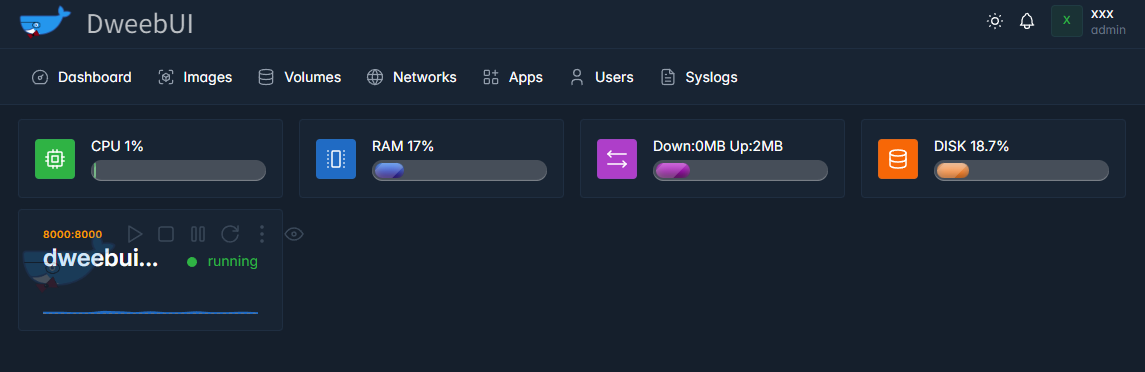 DweebUI
X
xxx
admin
Dashboard Images Volumes Networks Apps Users Syslogs
CPU 1%
RAM 17%
Down:0MB Up:2MB
DISK 18.7%
8000:8000
dweebui...
running